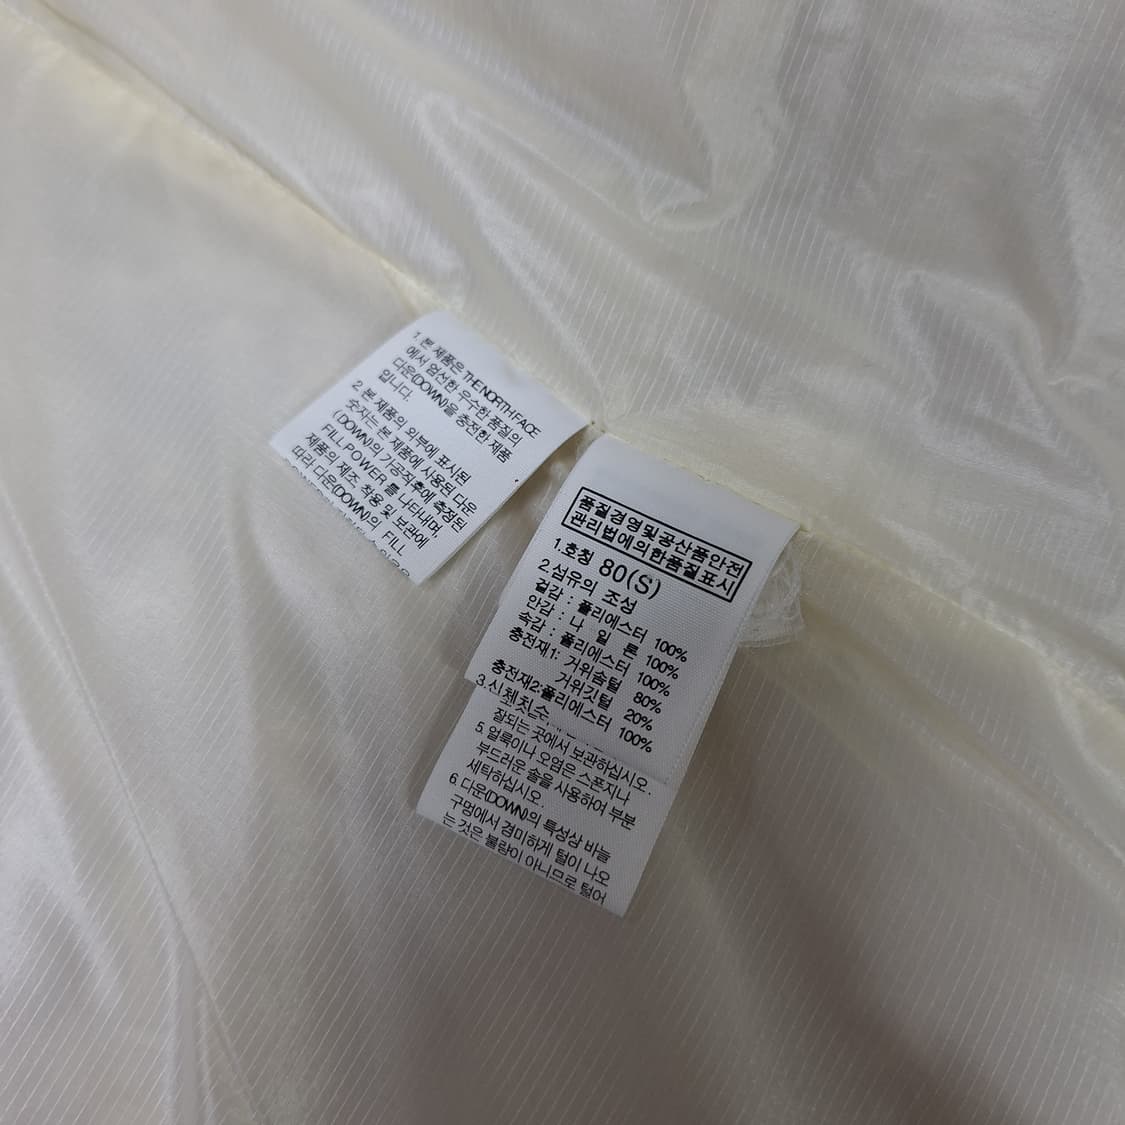 1. 본 제품은 THE NORTH FACE
에서 엄선한 우수한 품질의
다운(DOWN)을 충전한 제품
입니다.
2. 본 제품의 외부에 표시된
숫자는 본 제품에 사용된 다운
(DOWN)의 가공직후에 측정된
FILL POWER 를 나타내며,
제품의 제조, 착용 및 보관에
따라 다운(DOWN)의 FILL
품질경영및공산품안전
관리법에의한품질표시
1.호칭 80(S)
2.섬유의 조성
겉감 : 폴리에스터 100%
안감 : 나 일 론 100%
속감 : 폴리에스터 100%
충전재1: 거위솜털 80%
거위깃털 20%
충전재2:폴리에스터 100%
3.신체칫수
잘되는 곳에서 보관하십시오.
5. 얼룩이나 오염은 스폰지나
부드러운 솔을 사용하여 부분
세탁하십시오.
6. 다운(DOWN)의 특성상 바늘
구멍에서 경미하게 털이 나오
는 것은 불량이 아니므로 털어